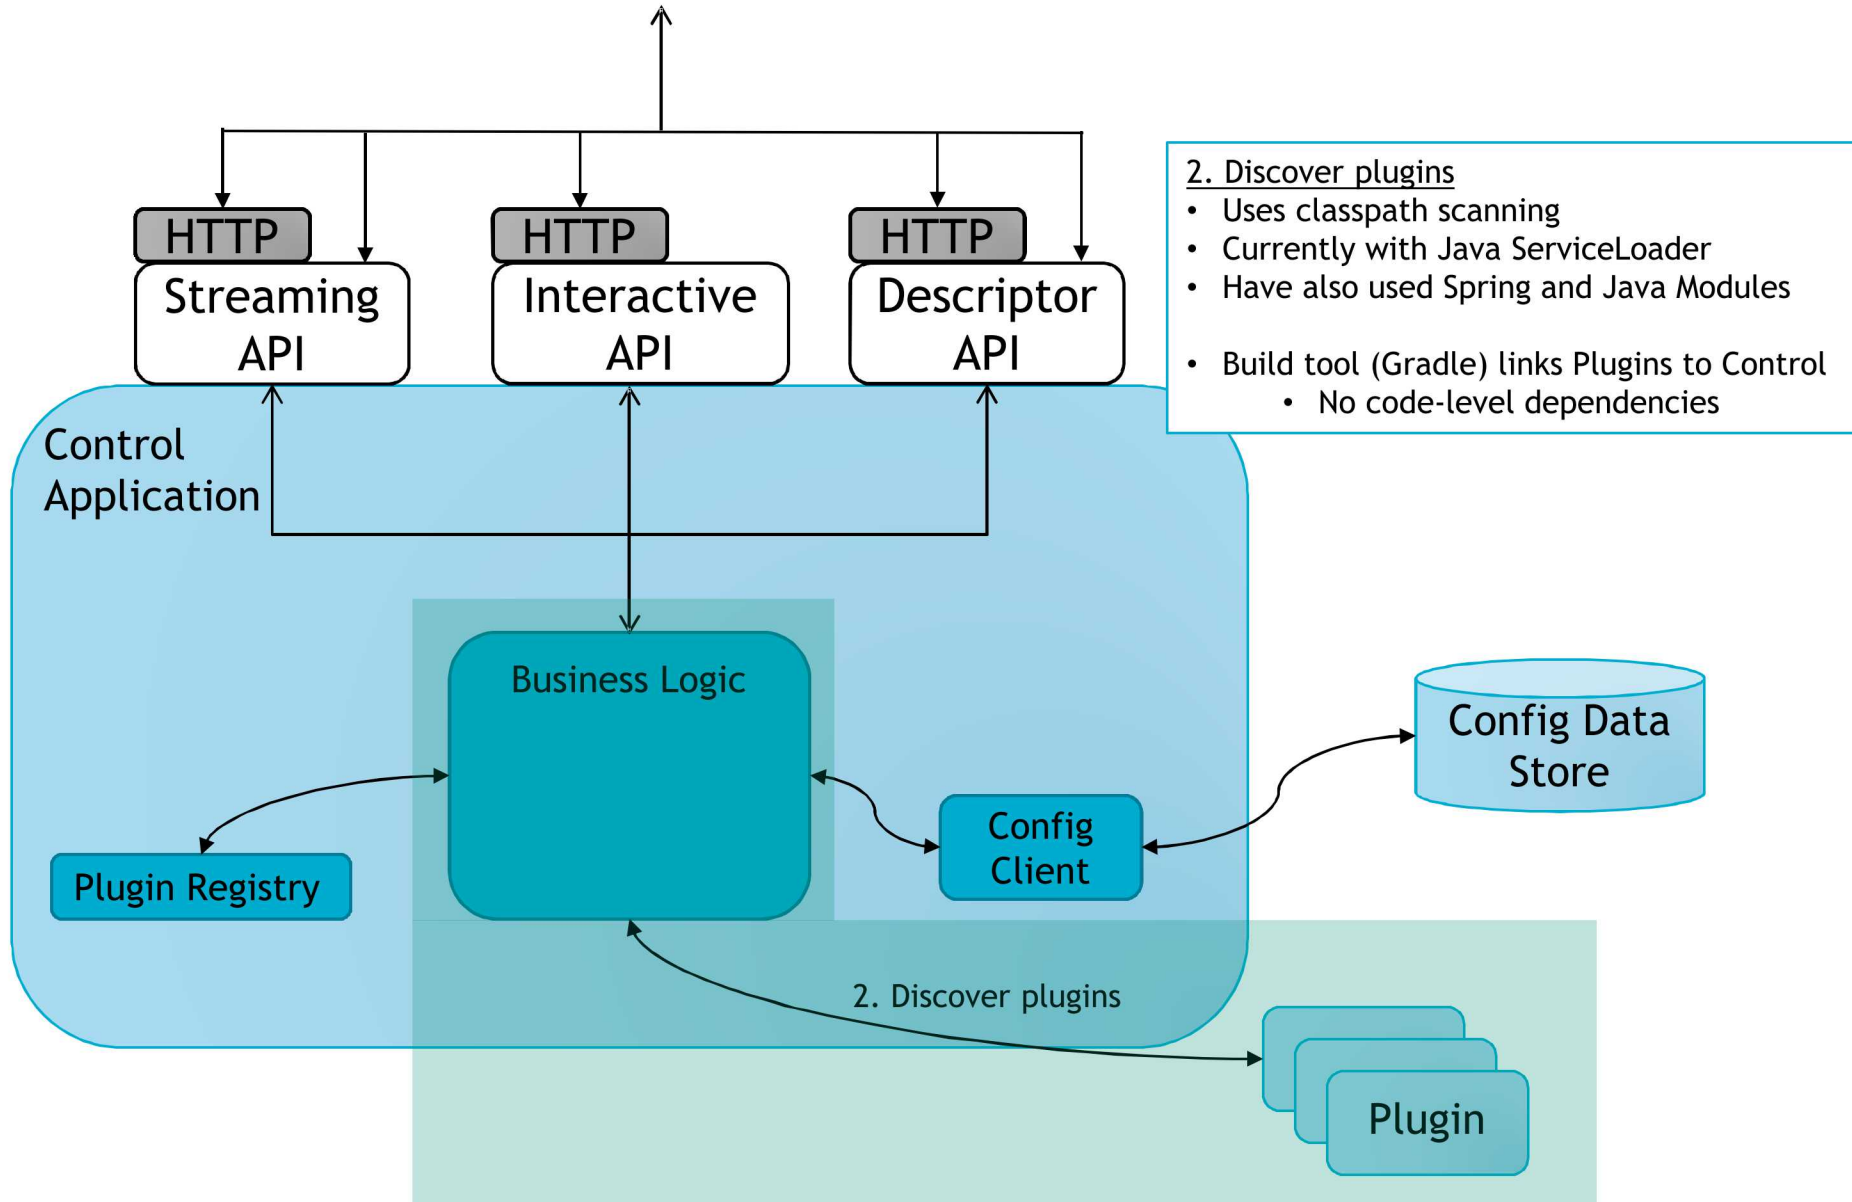 HTTP
HTTP
HTTP
Streaming
API
Interactive
API
Descriptor
API
2. Discover plugins
• Uses classpath scanning
• Currently with Java ServiceLoader
• Have also used Spring and Java Modules
• Build tool (Gradle) links Plugins to Control
• No code-level dependencies
Control
Application
Business Logic
Plugin Registry
Config
Client
Config Data
Store
2. Discover plugins
Plugin